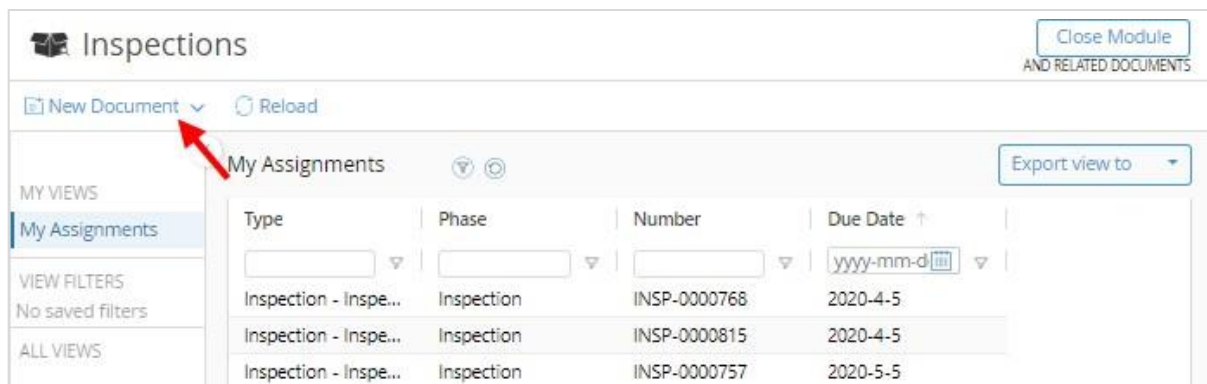 Inspections
Close Module
AND RELATED DOCUMENTS
New Document Reload
My Assignments Export view to
MY VIEWS
My Assignments
VIEW FILTERS
No saved filters
ALL VIEWS
Type Phase Number Due Date
yyyy-mm-d
Inspection - Inspe... Inspection INSP-0000768 2020-4-5
Inspection - Inspe... Inspection INSP-0000815 2020-4-5
Inspection - Inspe... Inspection INSP-0000757 2020-5-5